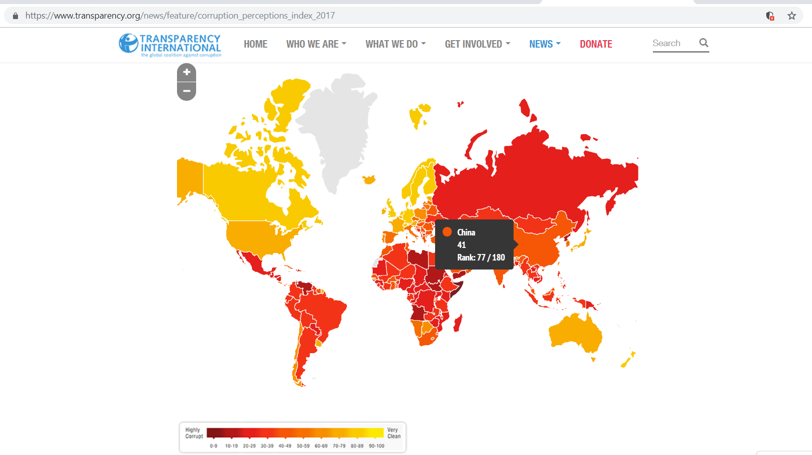 https://www.transparency.org/news/feature/corruption_perceptions_index_2017
TRANSPARENCY
INTERNATIONAL
the global coalition against corruption
HOME WHO WE ARE WHAT WE DO GET INVOLVED NEWS DONATE Search
+
−
China
41
Rank: 77 / 180
Highly
Corrupt
0-9 10-19 20-29 30-39 40-49 50-59 60-69 70-79 80-89 90-100
Very
Clean